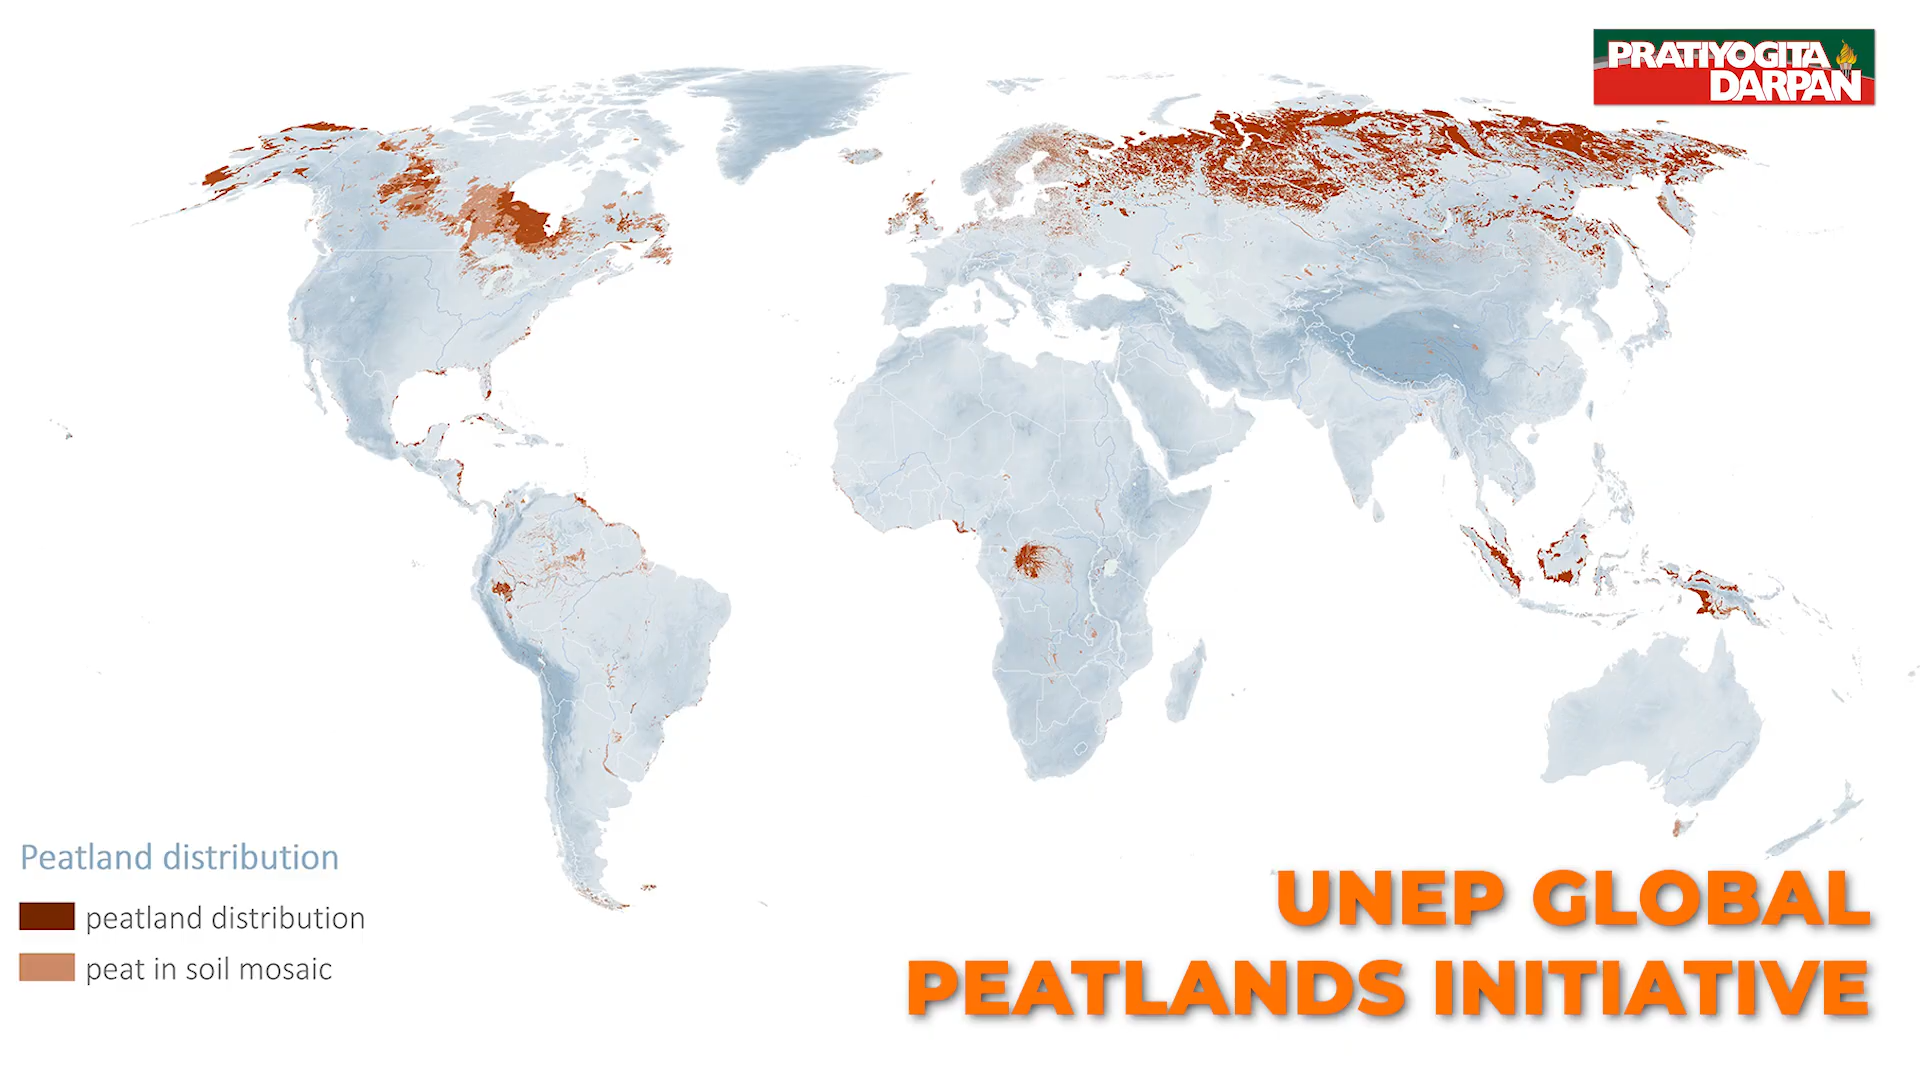 PRATIYOGITA
DARPAN
Peatland distribution
peatland distribution
peat in soil mosaic
UNEP GLOBAL
PEATLANDS INITIATIVE